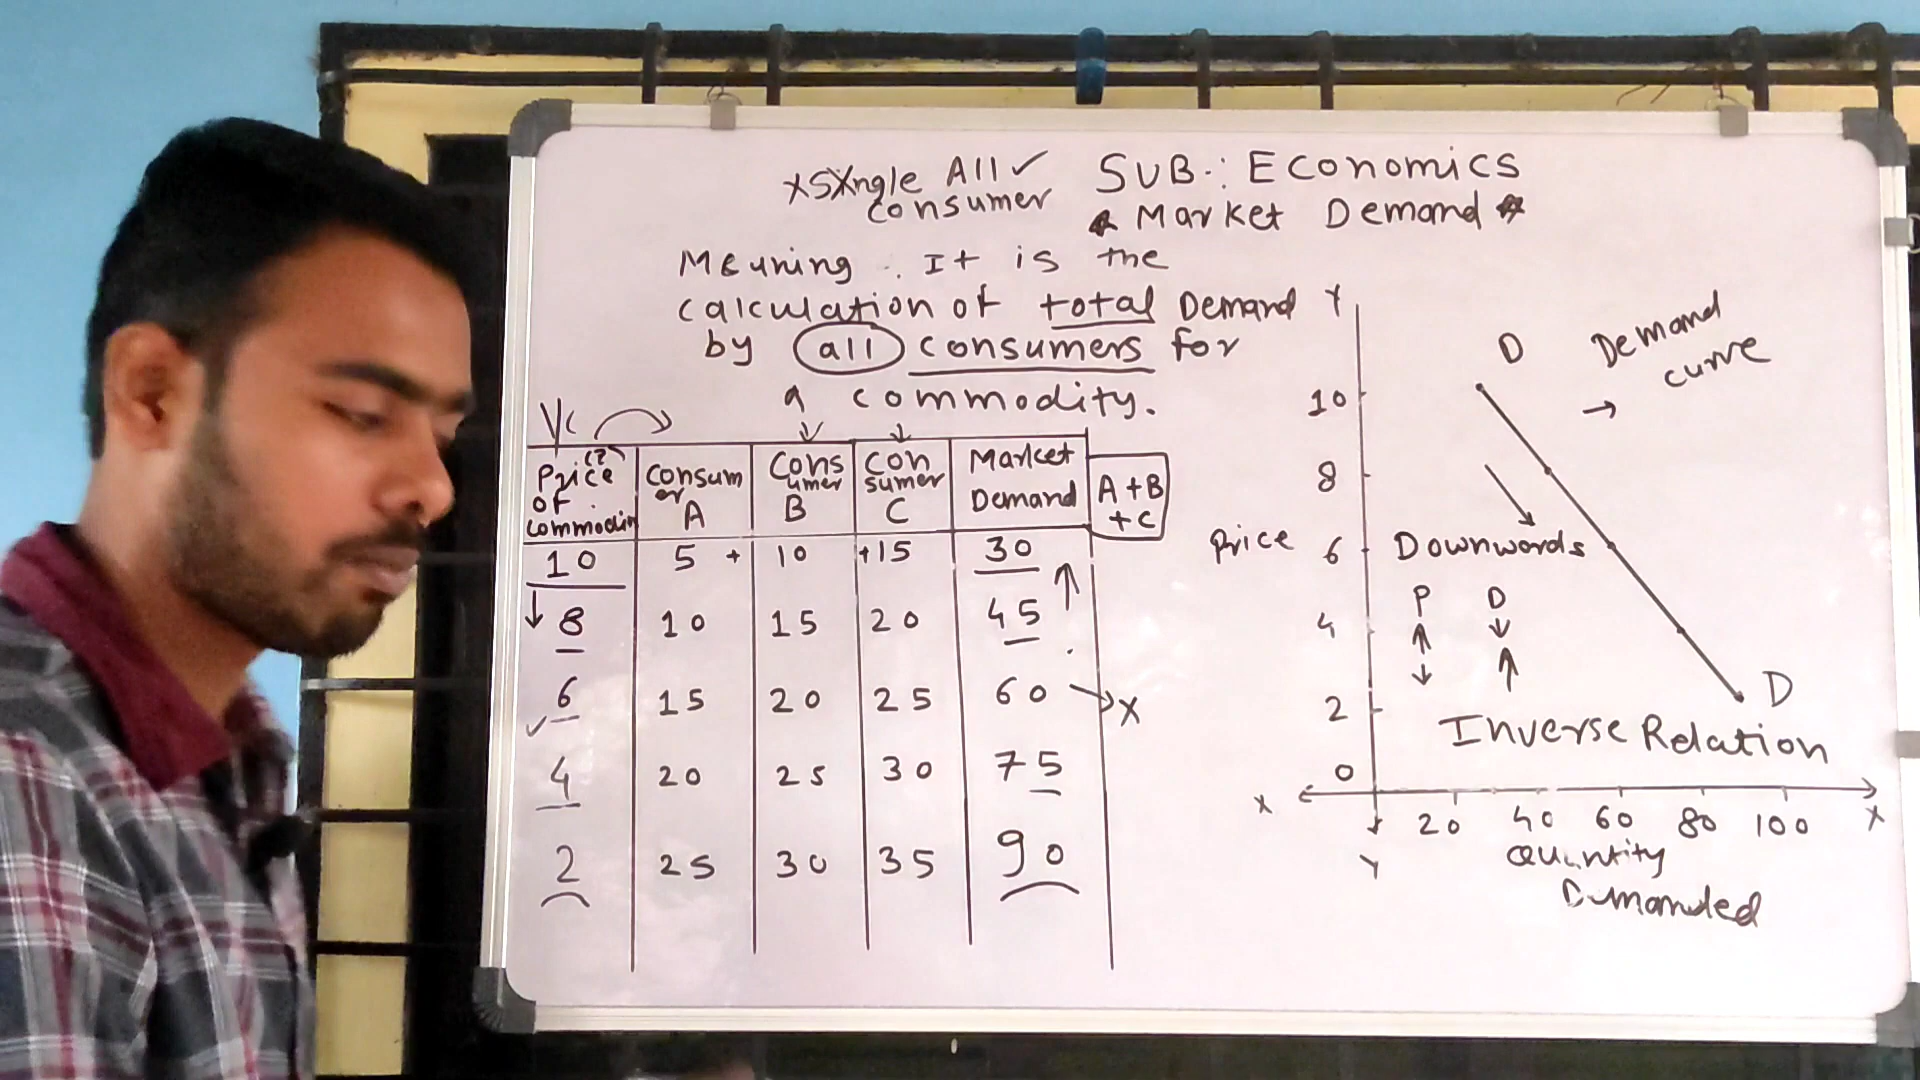 xSXngle All ✓ SUB.: Economics
consumer Market Demand
Meaning. It is the
calculation of total Demand
by all consumers for
a commodity.
Price of commodity (₹) | Consumer A | Consumer B | Consumer C | Market Demand | A+B+C
10 5 + 10 +15 30
↓ 8 10 15 20 45 ↑
6 15 20 25 60 → x
4 20 25 30 75
2 25 30 35 90
Y
D Demand
→ curve
10
8
Price 6 Downwords
P D
4 ↑ ↓
↓ ↑
2 D
Inverse Relation
0
X 20 40 60 80 100 X
Y Quantity
Demanded